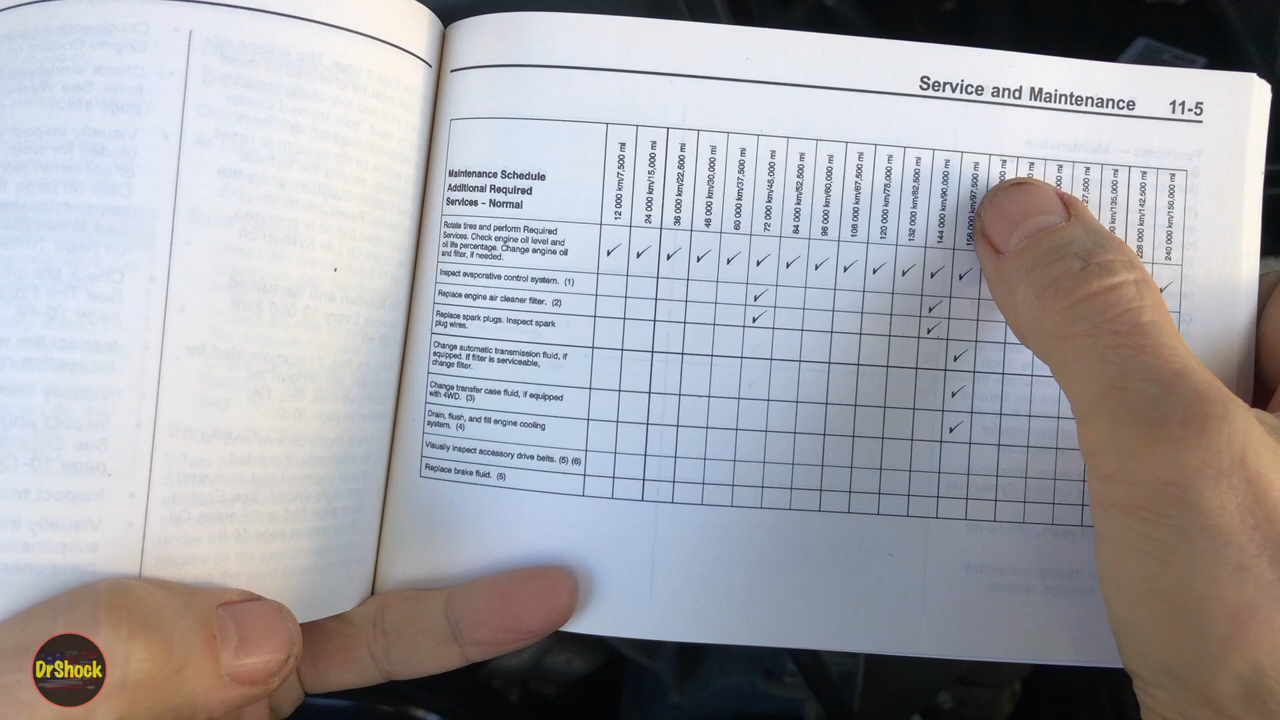 Service and Maintenance 11-5
Maintenance Schedule
Additional Required
Services – Normal
12 000 km/7,500 mi
24 000 km/15,000 mi
36 000 km/22,500 mi
48 000 km/30,000 mi
60 000 km/37,500 mi
72 000 km/45,000 mi
84 000 km/52,500 mi
96 000 km/60,000 mi
108 000 km/67,500 mi
120 000 km/75,000 mi
132 000 km/82,500 mi
144 000 km/90,000 mi
156 000 km/97,500 mi
228 000 km/142,500 mi
240 000 km/150,000 mi
Rotate tires and perform Required
Services. Check engine oil level and
oil life percentage. Change engine oil
and filter, if needed.
Inspect evaporative control system. (1)
Replace engine air cleaner filter. (2)
Replace spark plugs. Inspect spark
plug wires.
Change automatic transmission fluid, if
equipped. If filter is serviceable,
change filter.
Change transfer case fluid, if equipped
with 4WD. (3)
Drain, flush, and fill engine cooling
system. (4)
Visually inspect accessory drive belts. (5) (6)
Replace brake fluid. (5)
DrShock